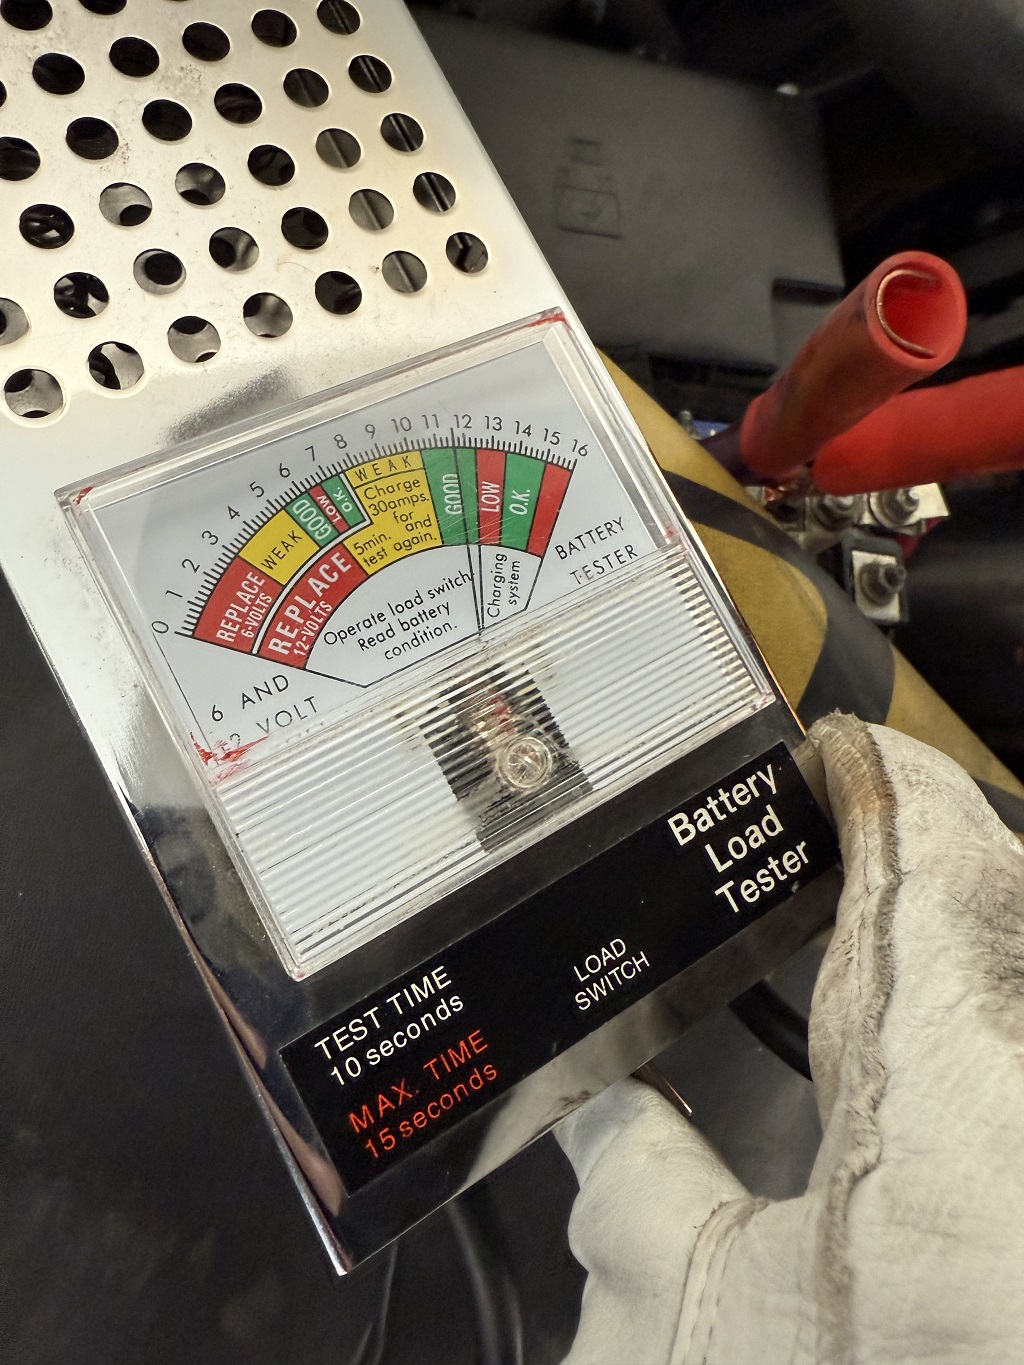 0 1 2 3 4 5 6 7 8 9 10 11 12 13 14 15 16
REPLACE
6-VOLTS
WEAK
GOOD
LOW
O.K.
REPLACE
12-VOLTS
WEAK
Charge
30amps.
for
5min. and
test again.
GOOD
LOW
O.K.
Operate load switch
Read battery
condition.
Charging
system
BATTERY
TESTER
6 AND
12 VOLT
Battery
Load
Tester
LOAD
SWITCH
TEST TIME
10 seconds
MAX. TIME
15 seconds